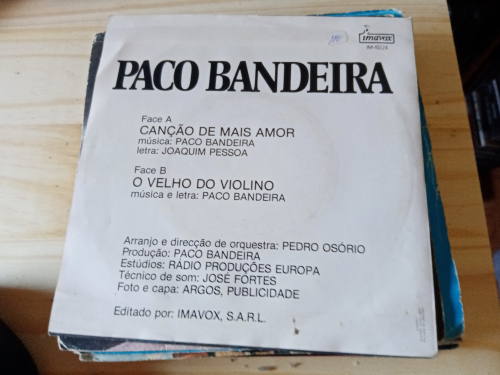 imavox
PACO BANDEIRA
Face A
CANÇÃO DE MAIS AMOR
música: PACO BANDEIRA
letra: JOAQUIM PESSOA
Face B
O VELHO DO VIOLINO
música e letra: PACO BANDEIRA
Arranjo e direcção de orquestra: PEDRO OSÓRIO
Produção: PACO BANDEIRA
Estúdios: RÁDIO PRODUÇÕES EUROPA
Técnico de som: JOSÉ FORTES
Foto e capa: ARGOS, PUBLICIDADE
Editado por: IMAVOX, S.A.R.L.